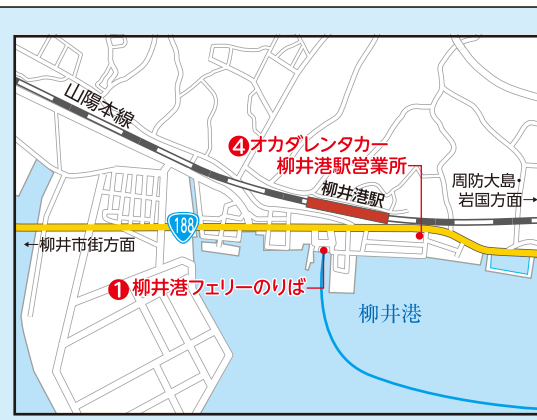 山陽本線
❹オカダレンタカー
柳井港駅営業所
柳井港駅
周防大島・
岩国方面→
188
←柳井市街方面
❶柳井港フェリーのりば
柳井港